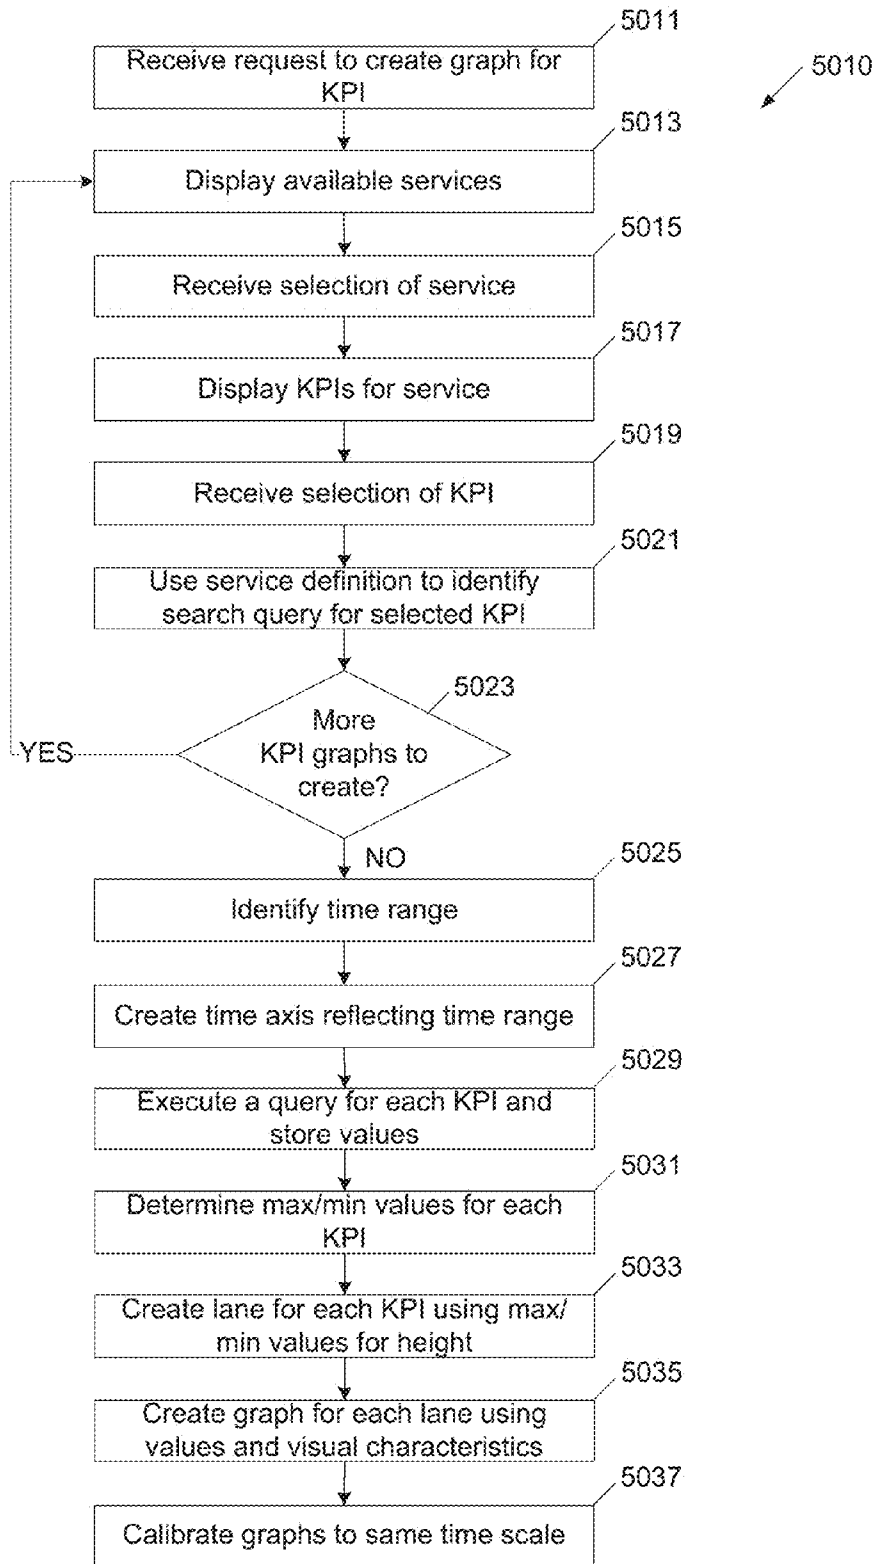 5011
Receive request to create graph for
KPI
5010
5013
Display available services
5015
Receive selection of service
5017
Display KPIs for service
5019
Receive selection of KPI
5021
Use service definition to identify
search query for selected KPI
5023
More
KPI graphs to
create?
YES
NO
5025
Identify time range
5027
Create time axis reflecting time range
5029
Execute a query for each KPI and
store values
5031
Determine max/min values for each
KPI
5033
Create lane for each KPI using max/
min values for height
5035
Create graph for each lane using
values and visual characteristics
5037
Calibrate graphs to same time scale